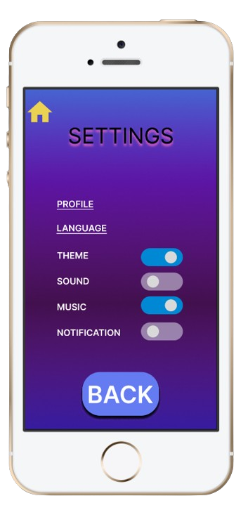 SETTINGS
PROFILE
LANGUAGE
THEME
SOUND
MUSIC
NOTIFICATION
BACK